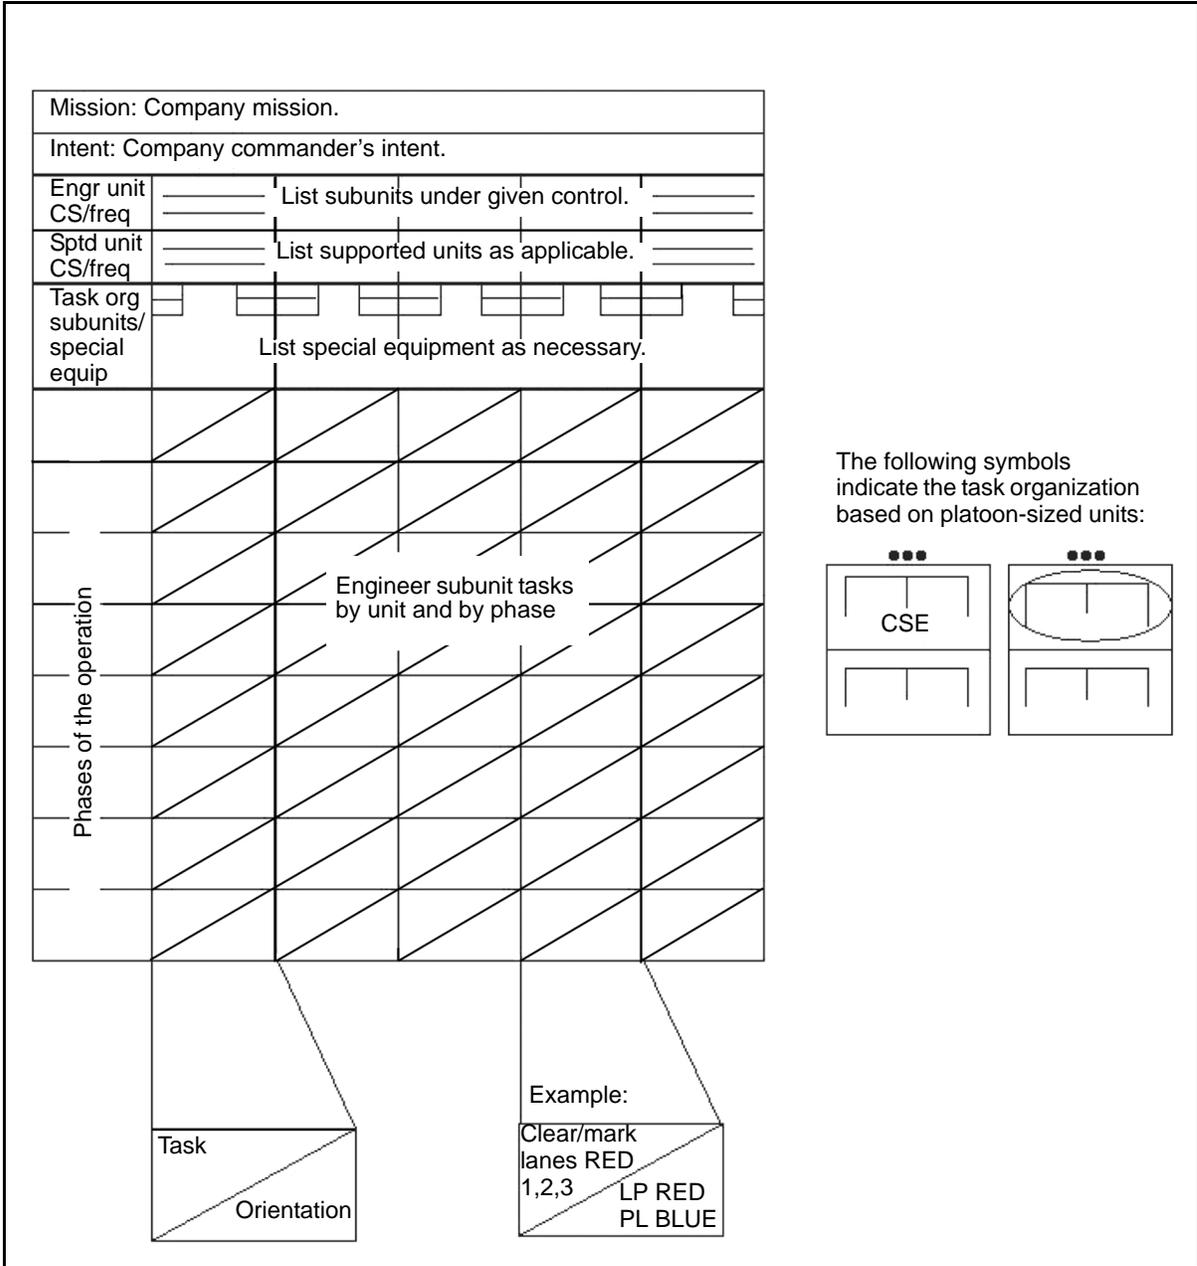 Mission: Company mission.
Intent: Company commander's intent.
Engr unit
CS/freq
List subunits under given control.
Sptd unit
CS/freq
List supported units as applicable.
Task org
subunits/
special
equip
List special equipment as necessary.
Phases of the operation
Engineer subunit tasks
by unit and by phase
The following symbols
indicate the task organization
based on platoon-sized units:
CSE
Task
Orientation
Example:
Clear/mark
lanes RED
1,2,3
LP RED
PL BLUE